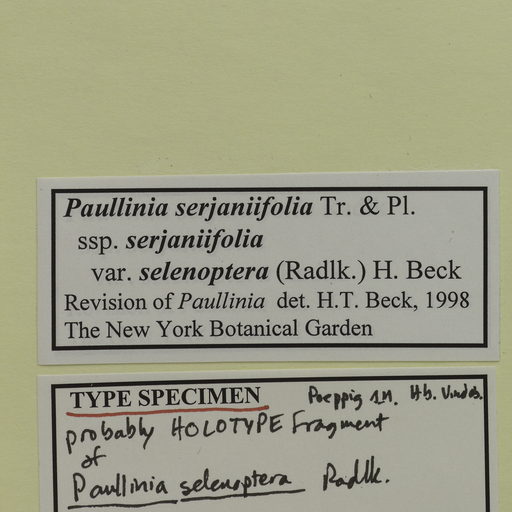 Paullinia serjaniifolia Tr. & Pl.
ssp. serjaniifolia
var. selenoptera (Radlk.) H. Beck
Revision of Paullinia det. H.T. Beck, 1998
The New York Botanical Garden
TYPE SPECIMEN Poeppig s.n. Hb. Vindob.
probably HOLOTYPE Fragment
of
Paullinia selenoptera Radlk.